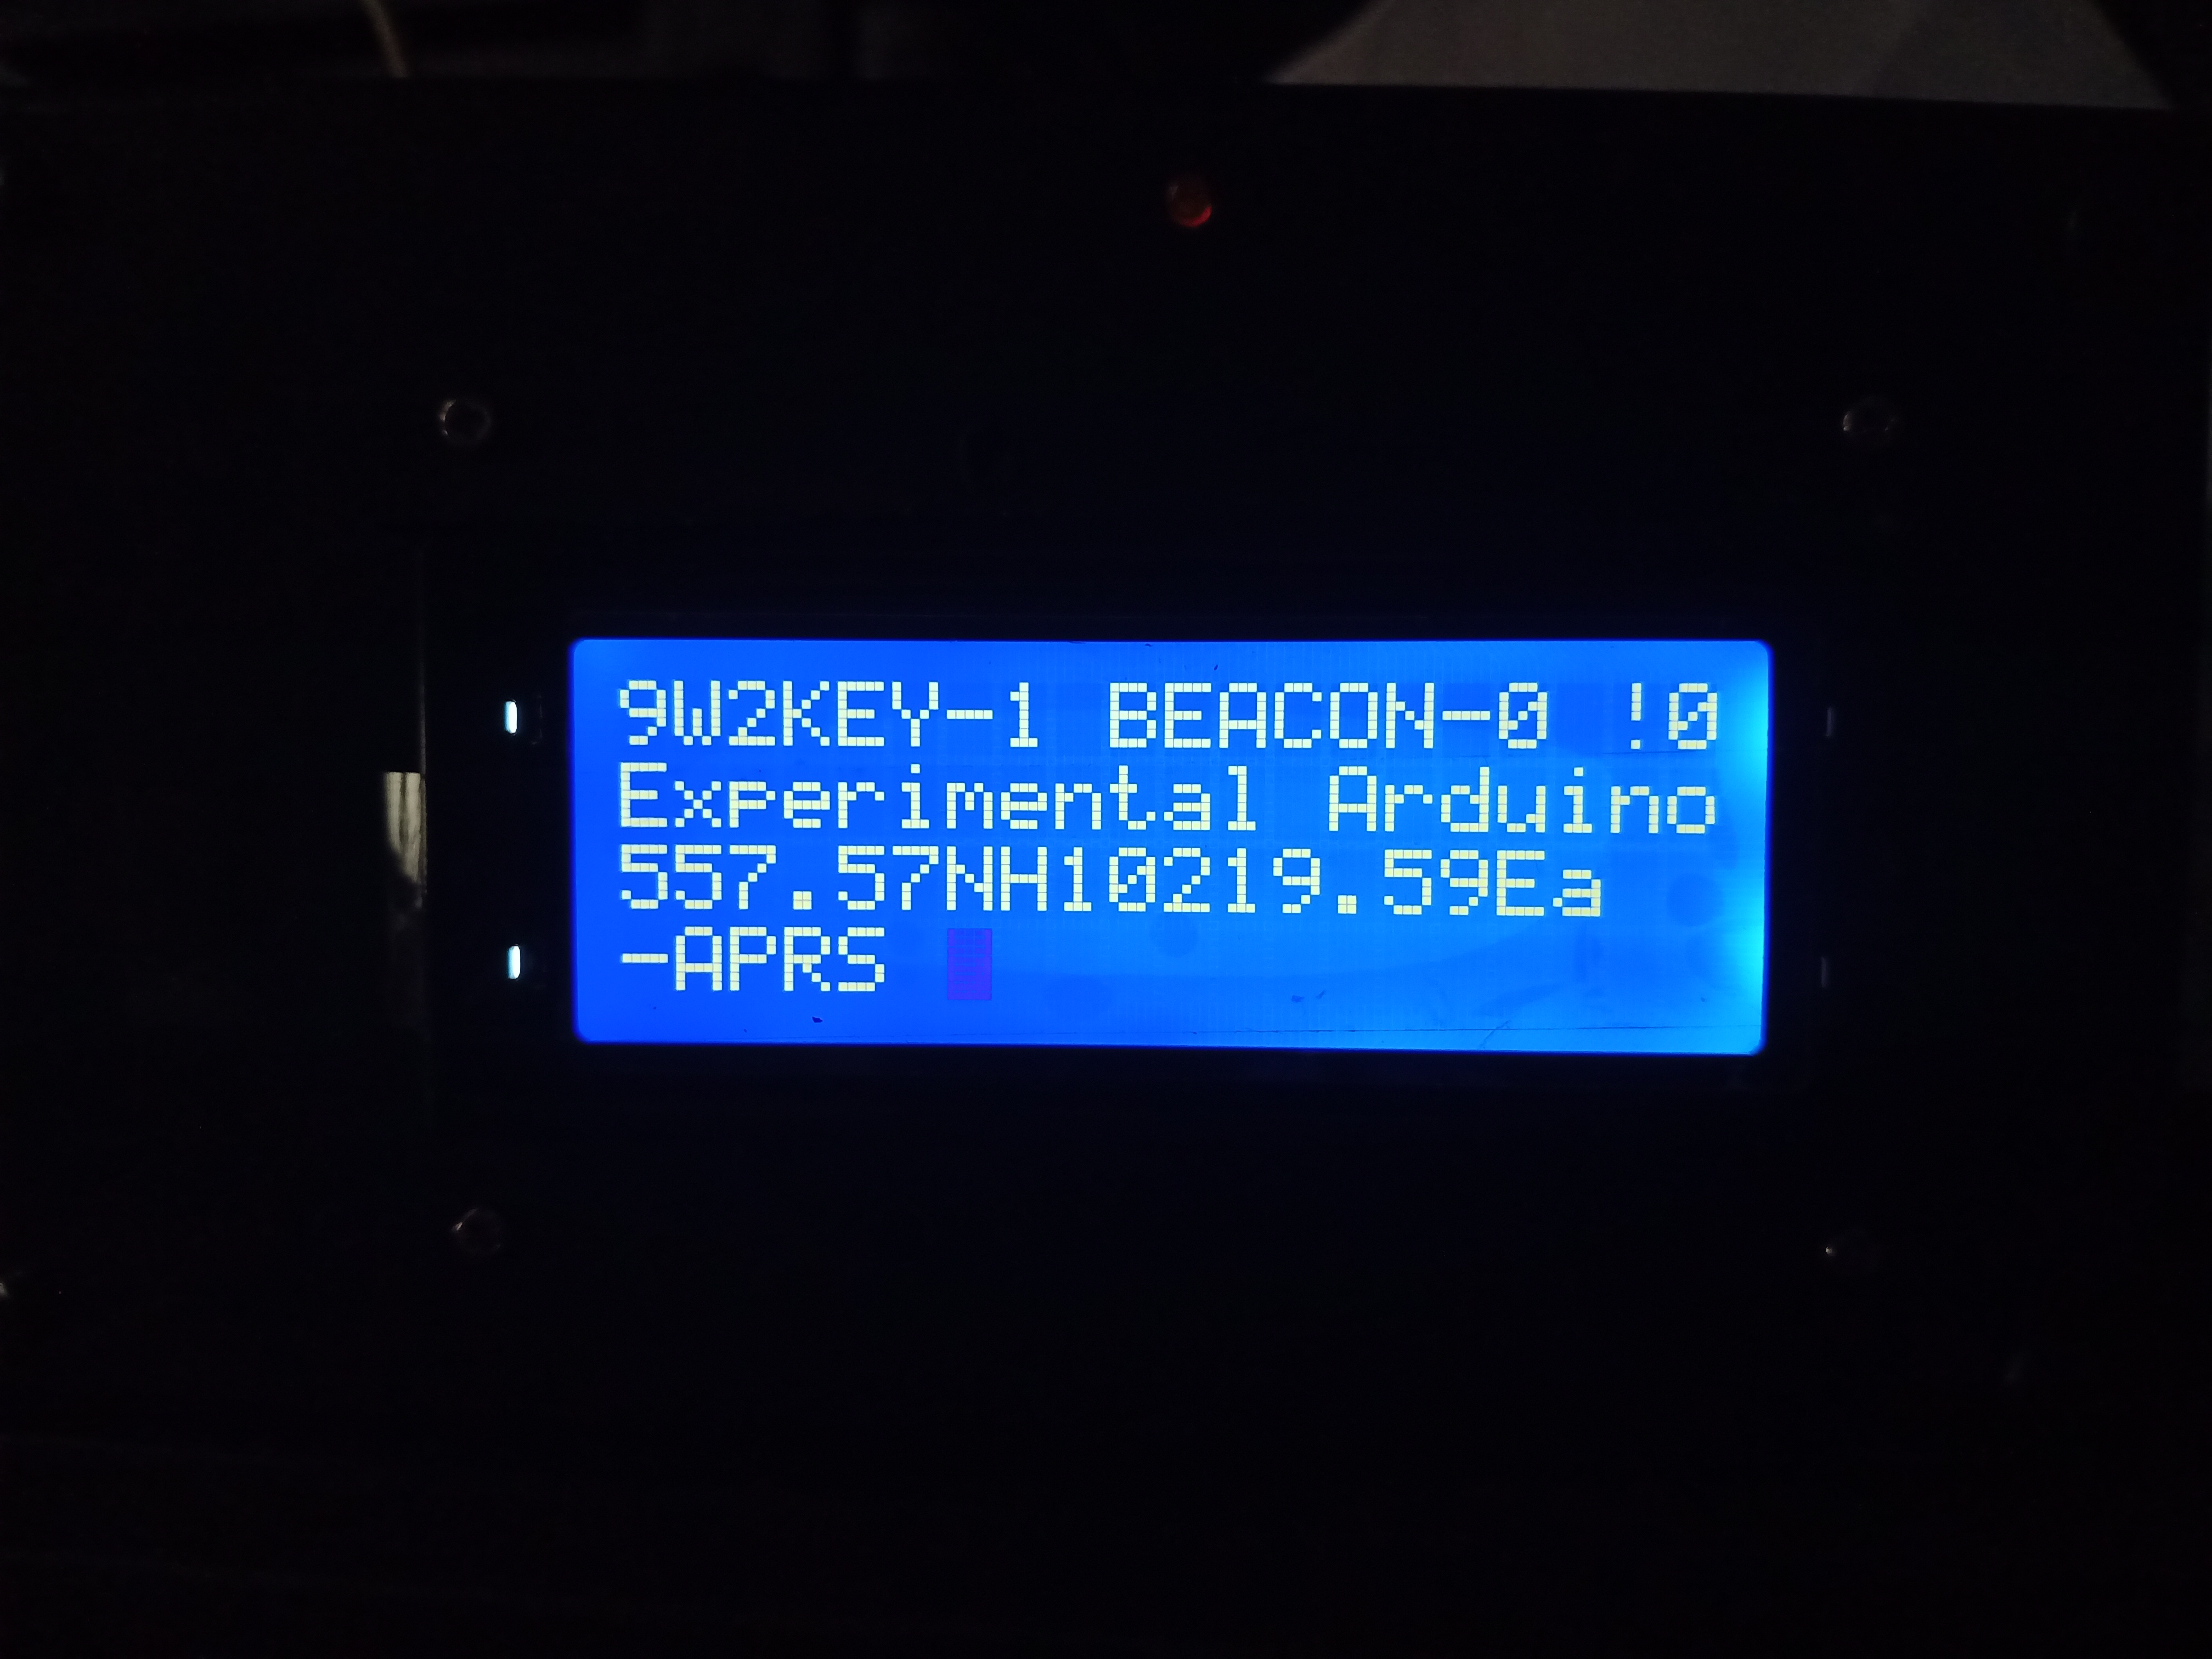 9W2KEY-1 BEACON-0 !0
Experimental Arduino
557.57NH10219.59Ea
-APRS